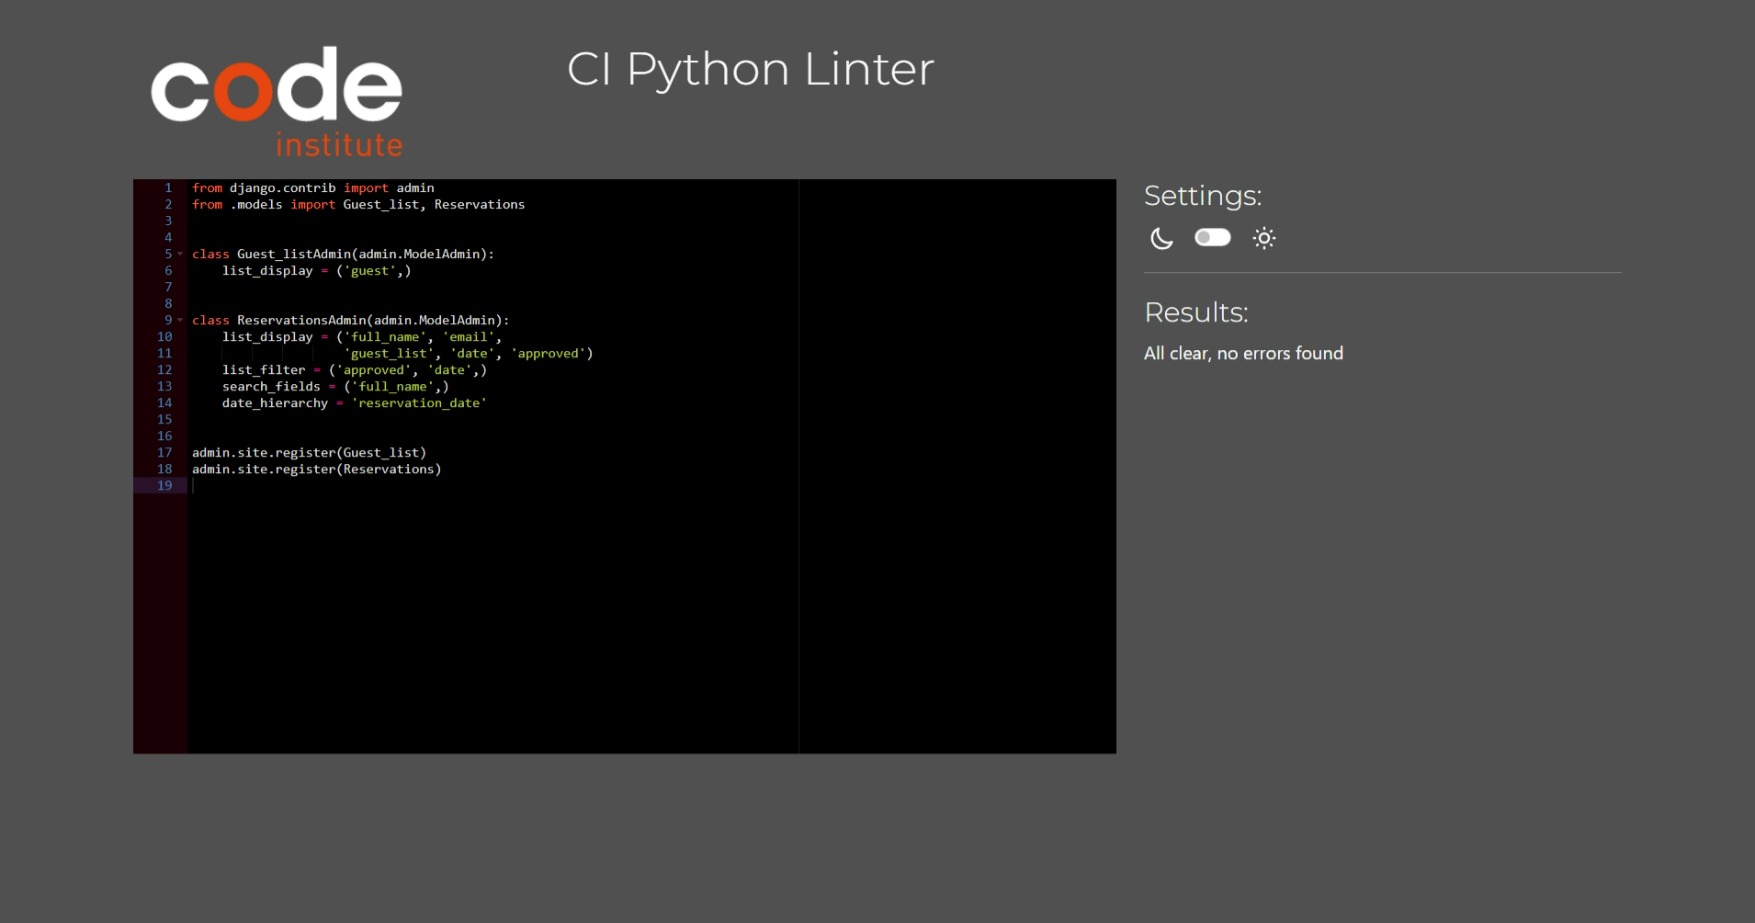 code
institute
CI Python Linter
1 from django.contrib import admin
2 from .models import Guest_list, Reservations
3
4
5 class Guest_listAdmin(admin.ModelAdmin):
6     list_display = ('guest',)
7
8
9 class ReservationsAdmin(admin.ModelAdmin):
10     list_display = ('full_name', 'email',
11                     'guest_list', 'date', 'approved')
12     list_filter = ('approved', 'date',)
13     search_fields = ('full_name',)
14     date_hierarchy = 'reservation_date'
15
16
17 admin.site.register(Guest_list)
18 admin.site.register(Reservations)
19
Settings:
Results:
All clear, no errors found